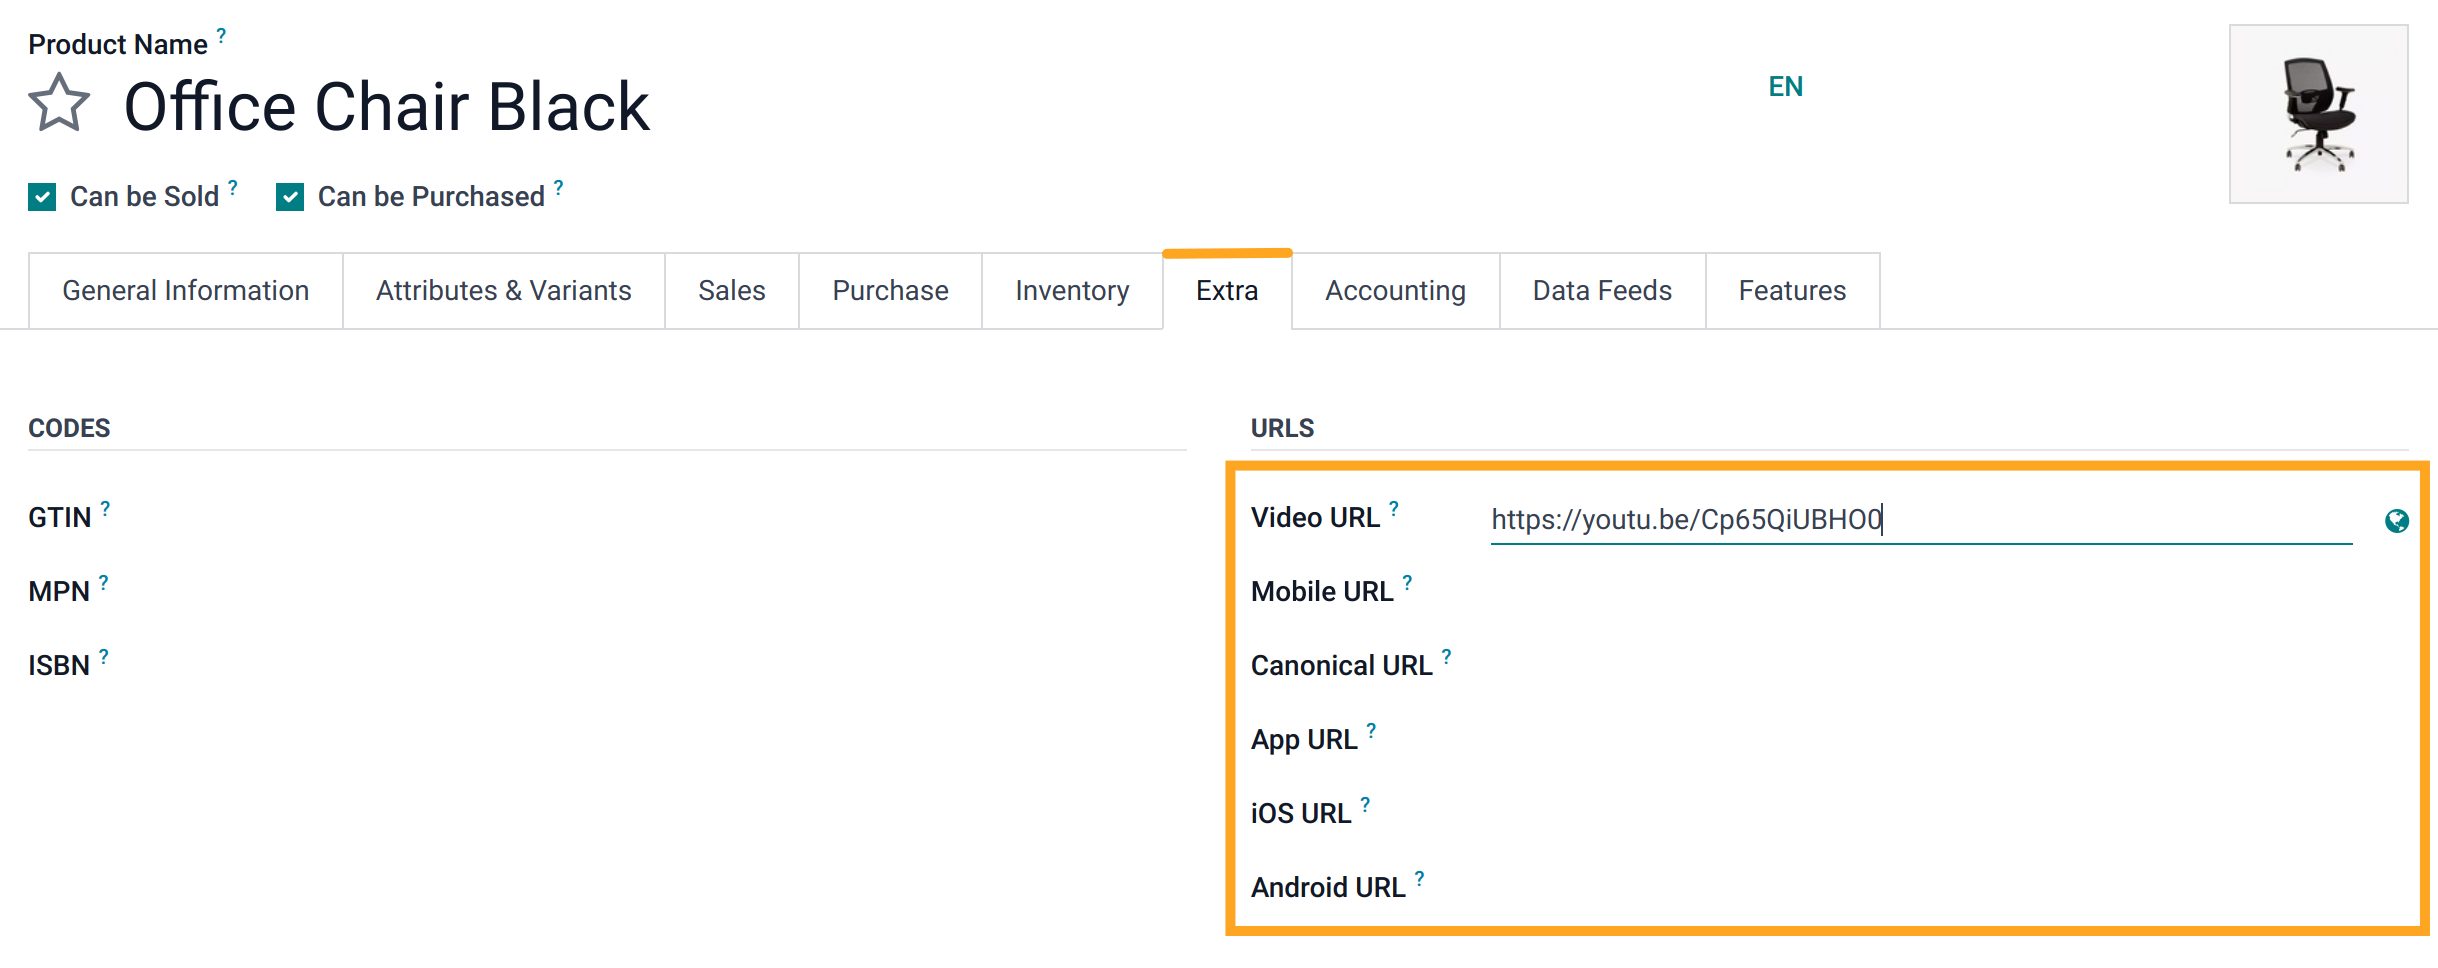 Product Name ?
Office Chair Black
EN
Can be Sold ? Can be Purchased ?
General Information Attributes & Variants Sales Purchase Inventory Extra Accounting Data Feeds Features
CODES
GTIN ?
MPN ?
ISBN ?
URLS
Video URL ? https://youtu.be/Cp65QiUBHO0
Mobile URL ?
Canonical URL ?
App URL ?
iOS URL ?
Android URL ?